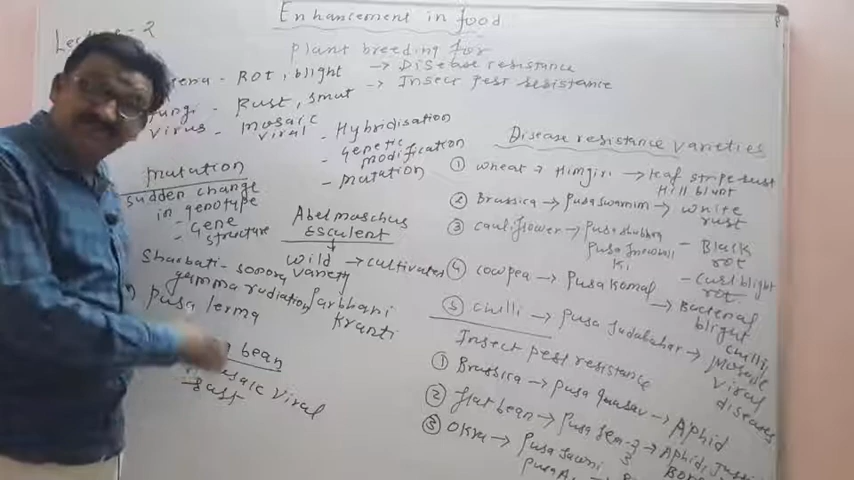 Enhancement in food
Lecture-2
plant breeding for
→ Disease resistance
→ Insect pest resistance
- ROT, blight
fungi - Rust, smut
virus - mosaic
viral
- Hybridisation
- Genetic
modification
- mutation
mutation
sudden change
in genotype
- gene
- structure
Sharbati-sonora
gamma radiation
pusa lerma
bean
mosaic viral
Abelmoschus
esculent
wild → cultivated
variety
Parbhani
kranti
Disease resistance varieties
① wheat → Himgiri → leaf stripe rust
Hill bunt
② Brassica → pusa swarnim → white
rust
③ cauliflower → pusa shubhra
pusa snowball
K1
- Black
rot
- curl blight
rot.
④ cowpea → pusa komal → Bacterial
blight
⑤ chilli → pusa sadabahar → chilli
mosaic
viral
diseases
Insect pest resistance
① Brassica → pusa gaurav → Aphid
② flat bean → pusa sem-2
3
→ Aphid,
③ Okra → pusa sawni
pusa A